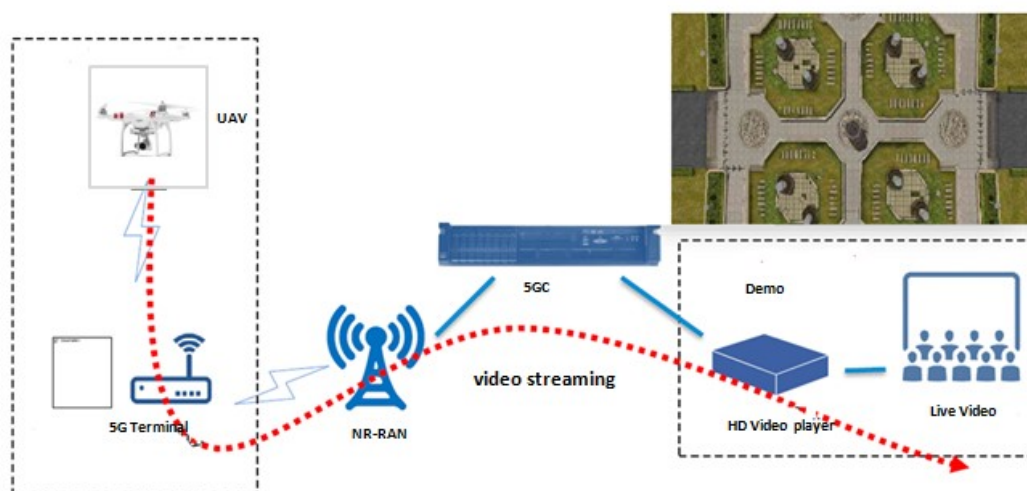 UAV
5GC
Demo
5G Terminal
NR-RAN
video streaming
HD Video player
Live Video